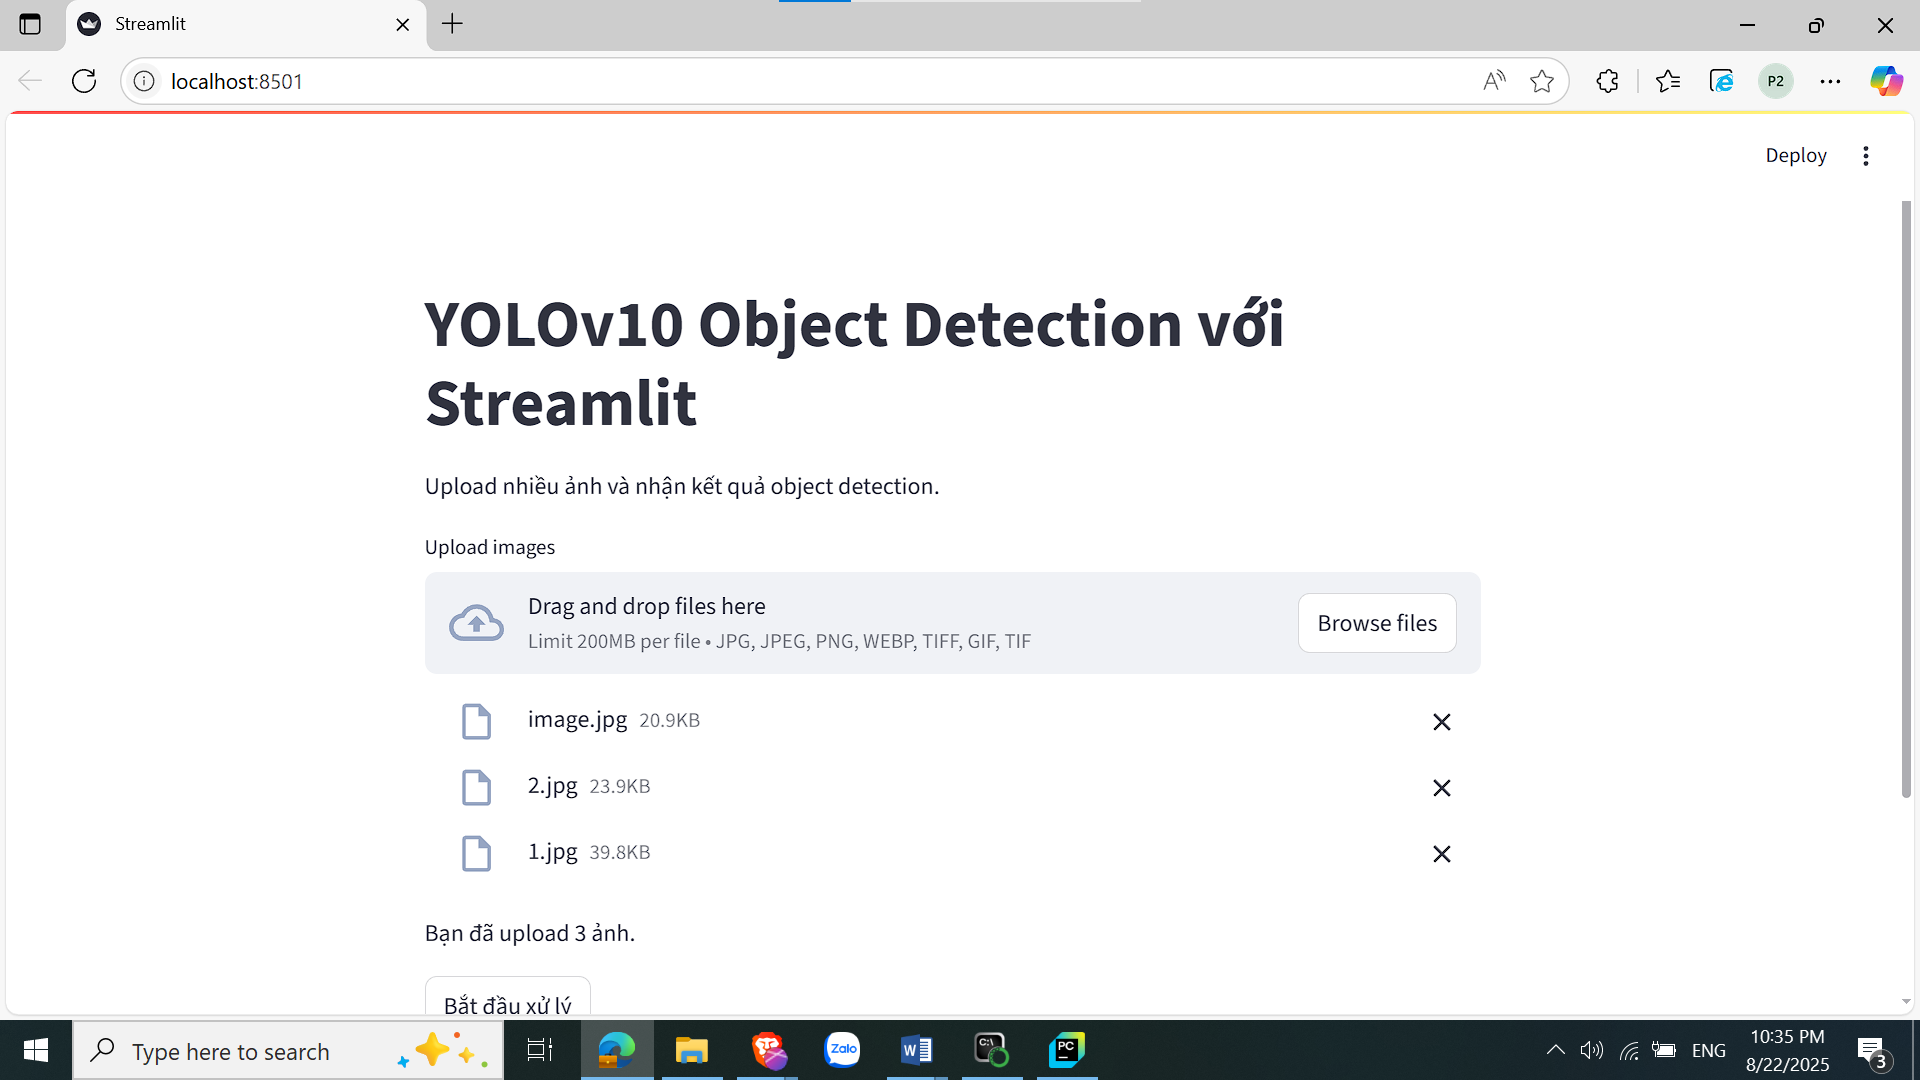 Streamlit
localhost:8501
P2
Deploy
YOLOv10 Object Detection với
Streamlit
Upload nhiều ảnh và nhận kết quả object detection.
Upload images
Drag and drop files here
Limit 200MB per file • JPG, JPEG, PNG, WEBP, TIFF, GIF, TIF
Browse files
image.jpg 20.9KB
2.jpg 23.9KB
1.jpg 39.8KB
Bạn đã upload 3 ảnh.
Bắt đầu xử lý
Type here to search
Zalo
W
C:\
PC
ENG
10:35 PM
8/22/2025
3